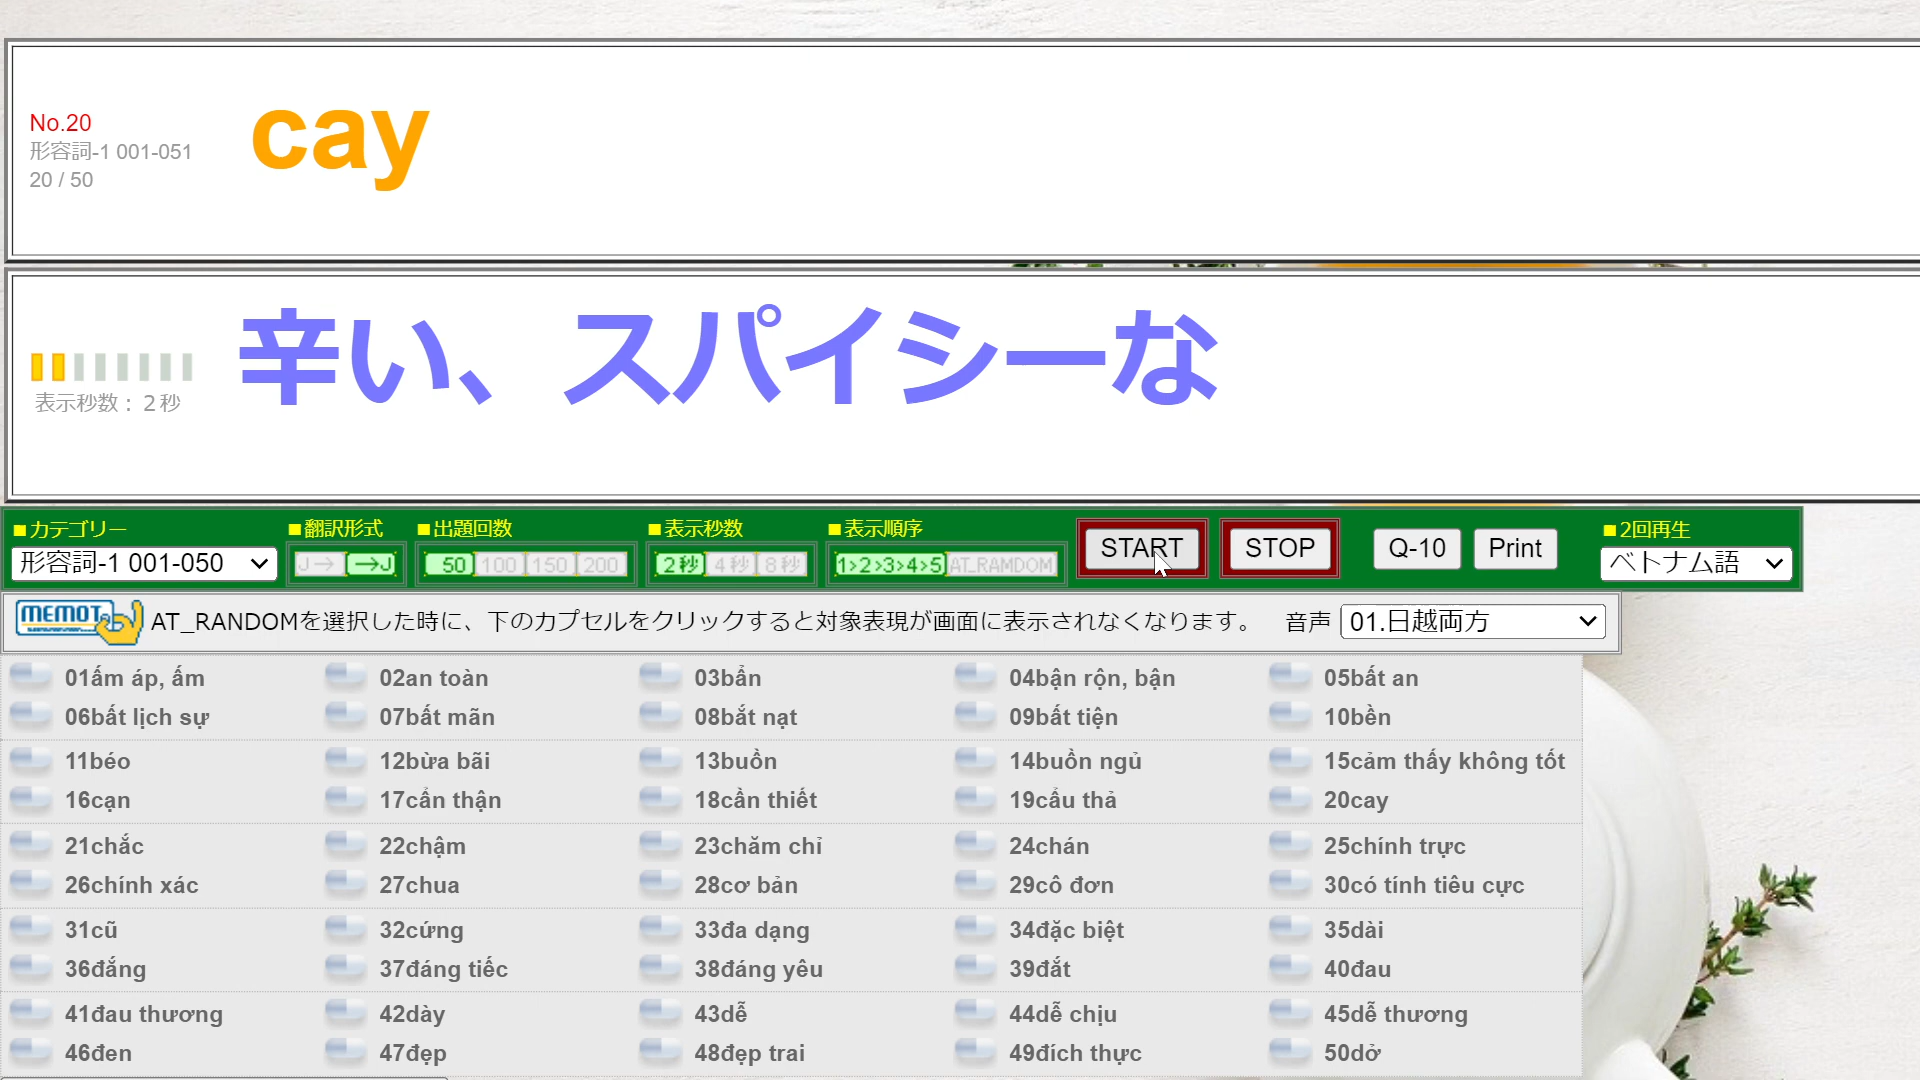 No.20
形容詞-1 001-051
20 / 50
cay
辛い、スパイシーな
表示秒数：２秒
■カテゴリー
■翻訳形式
■出題回数
■表示秒数
■表示順序
START
STOP
Q-10
Print
■2回再生
形容詞-1 001-050
J→ →J
50 100 150 200
2秒 4秒 8秒
1>2>3>4>5 AT_RAMDOM
ベトナム語
MEMOT
AT_RANDOMを選択した時に、下のカプセルをクリックすると対象表現が画面に表示されなくなります。
音声
01.日越両方
01ấm áp, ấm
02an toàn
03bẩn
04bận rộn, bận
05bất an
06bất lịch sự
07bất mãn
08bắt nạt
09bất tiện
10bền
11béo
12bừa bãi
13buồn
14buồn ngủ
15cảm thấy không tốt
16cạn
17cẩn thận
18cần thiết
19cẩu thả
20cay
21chắc
22chậm
23chăm chỉ
24chán
25chính trực
26chính xác
27chua
28cơ bản
29cô đơn
30có tính tiêu cực
31cũ
32cứng
33đa dạng
34đặc biệt
35dài
36đắng
37đáng tiếc
38đáng yêu
39đắt
40đau
41đau thương
42dày
43dễ
44dễ chịu
45dễ thương
46đen
47đẹp
48đẹp trai
49đích thực
50dở